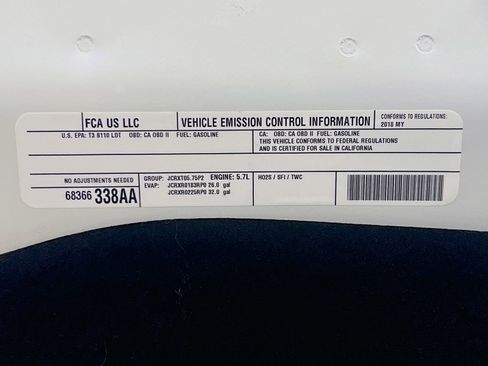 FCA US LLC
VEHICLE EMISSION CONTROL INFORMATION
CONFORMS TO REGULATIONS:
2018 MY
U.S. EPA: T3 B110 LDT OBD: CA OBD II FUEL: GASOLINE
CA: OBD: CA OBD II FUEL: GASOLINE
THIS VEHICLE CONFORMS TO FEDERAL REGULATIONS
AND IS CERTIFIED FOR SALE IN CALIFORNIA
NO ADJUSTMENTS NEEDED
68366 338AA
GROUP: JCRXT05.75P2 ENGINE: 5.7L
EVAP: JCRXR0183RP0 26.0 gal
JCRXR0225RP0 32.0 gal
HO2S / SFI / TWC